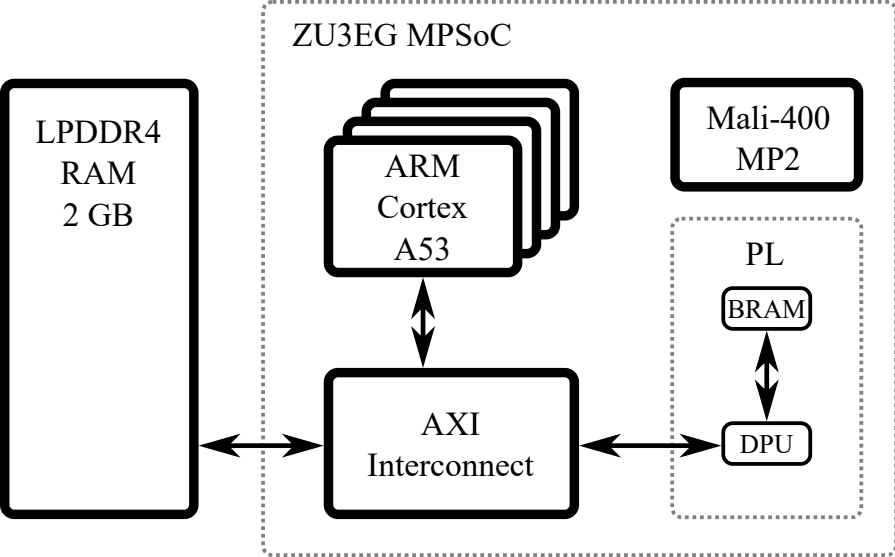 ZU3EG MPSoC
LPDDR4
RAM
2 GB
ARM
Cortex
A53
Mali-400
MP2
PL
BRAM
DPU
AXI
Interconnect